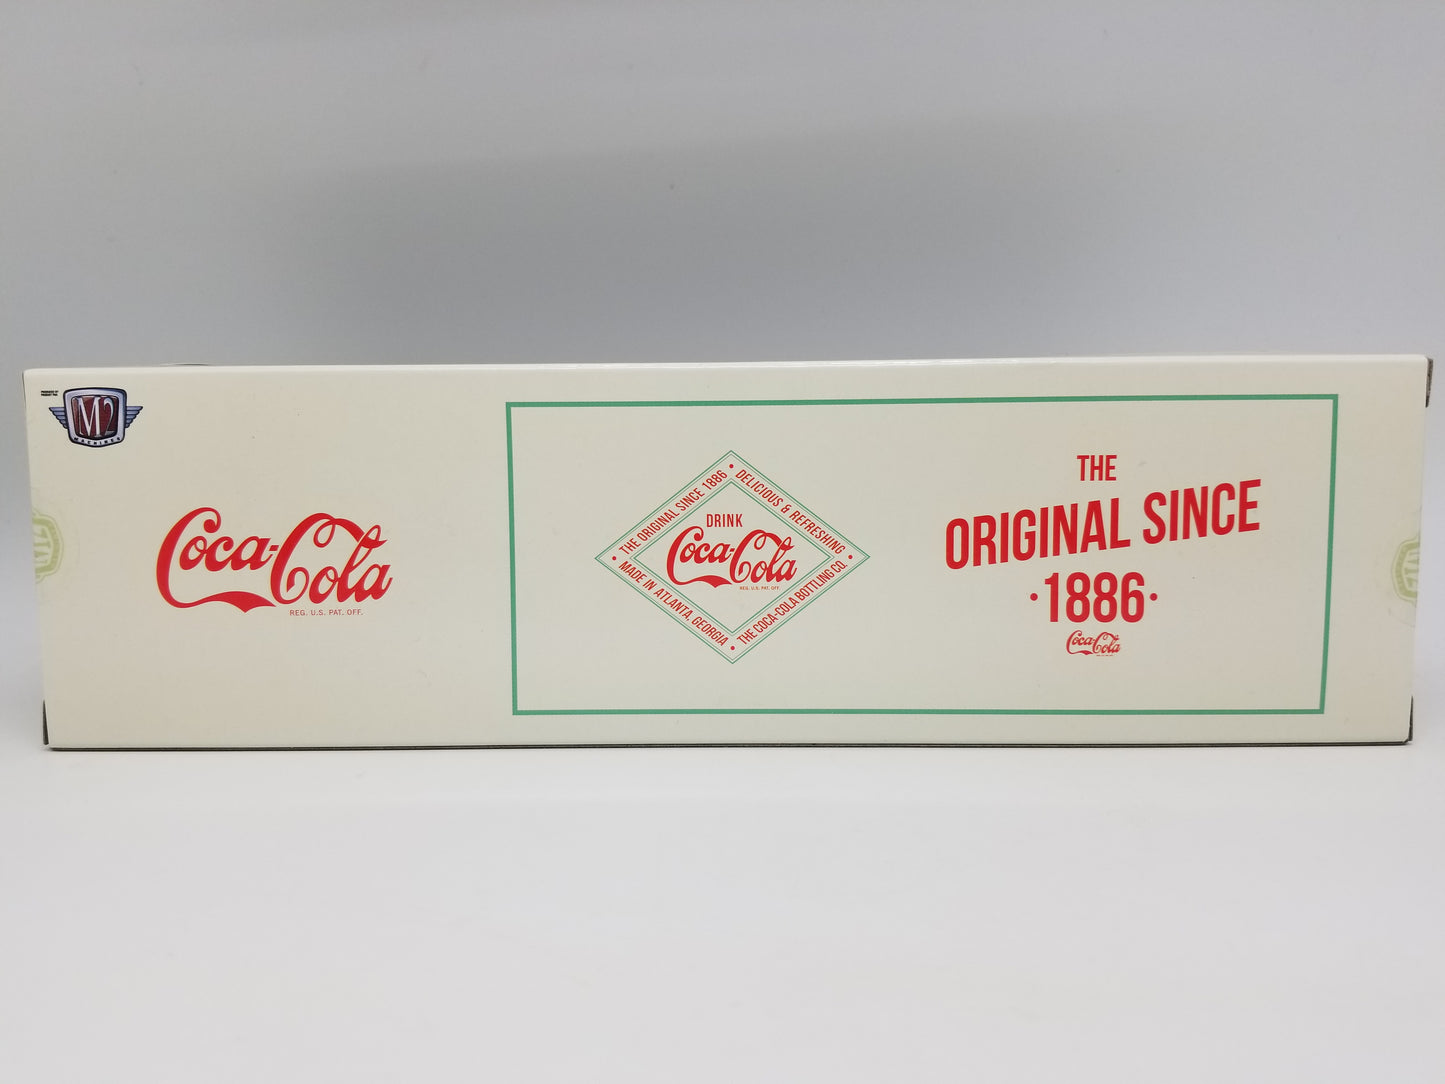 M2
MACHINES
Coca-Cola
REG. U.S. PAT. OFF.
• THE ORIGINAL SINCE 1886 • DELICIOUS & REFRESHING •
DRINK
Coca-Cola
REG. U.S. PAT. OFF.
MADE IN ATLANTA, GEORGIA • THE COCA-COLA BOTTLING CO.
THE
ORIGINAL SINCE
·1886·
Coca-Cola